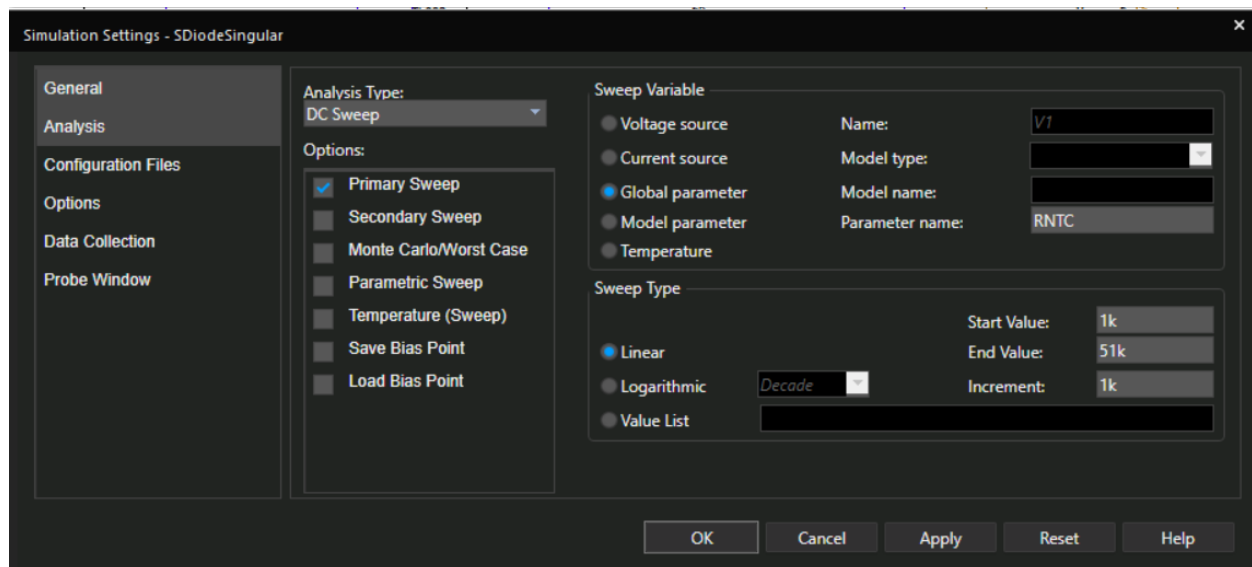 Simulation Settings - SDiodeSingular
×
General
Analysis
Configuration Files
Options
Data Collection
Probe Window
Analysis Type:
DC Sweep
Options:
Primary Sweep
Secondary Sweep
Monte Carlo/Worst Case
Parametric Sweep
Temperature (Sweep)
Save Bias Point
Load Bias Point
Sweep Variable
Voltage source
Current source
Global parameter
Model parameter
Temperature
Name: V1
Model type:
Model name:
Parameter name: RNTC
Sweep Type
Linear
Logarithmic Decade
Value List
Start Value: 1k
End Value: 51k
Increment: 1k
OK Cancel Apply Reset Help